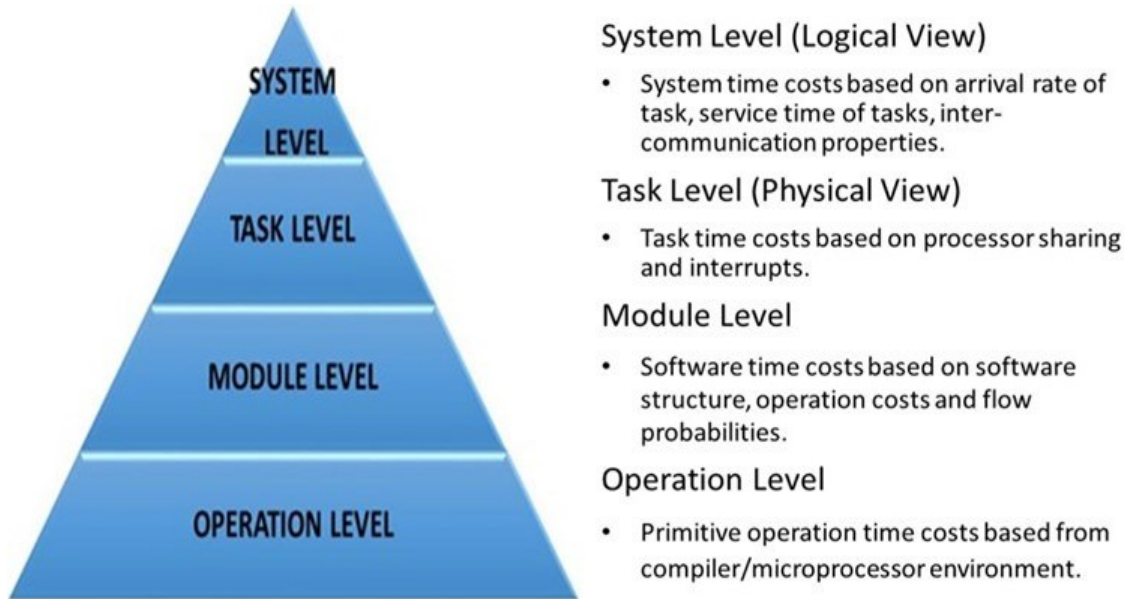 SYSTEM
LEVEL
TASK LEVEL
MODULE LEVEL
OPERATION LEVEL
System Level (Logical View)
• System time costs based on arrival rate of
task, service time of tasks, inter-
communication properties.
Task Level (Physical View)
• Task time costs based on processor sharing
and interrupts.
Module Level
• Software time costs based on software
structure, operation costs and flow
probabilities.
Operation Level
• Primitive operation time costs based from
compiler/microprocessor environment.